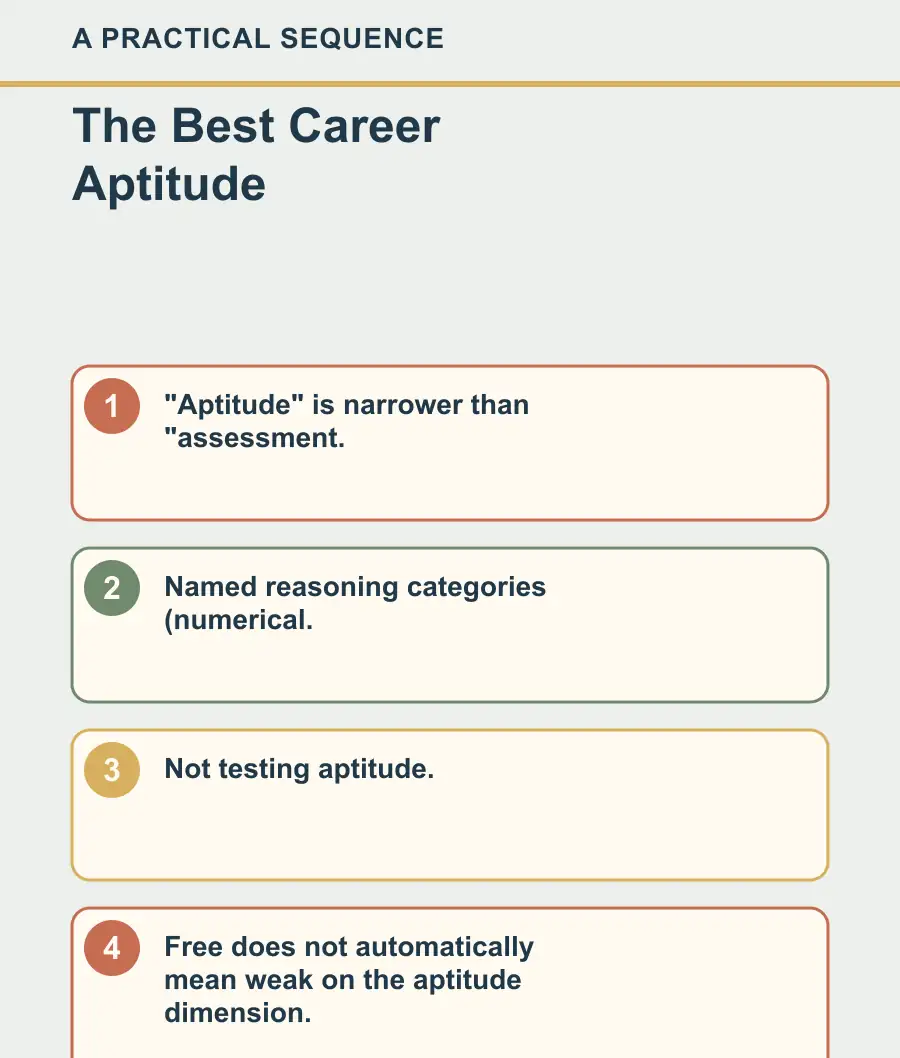 A PRACTICAL SEQUENCE
The Best Career
Aptitude
1
"Aptitude" is narrower than
"assessment.
2
Named reasoning categories
(numerical.
3
Not testing aptitude.
4
Free does not automatically
mean weak on the aptitude
dimension.